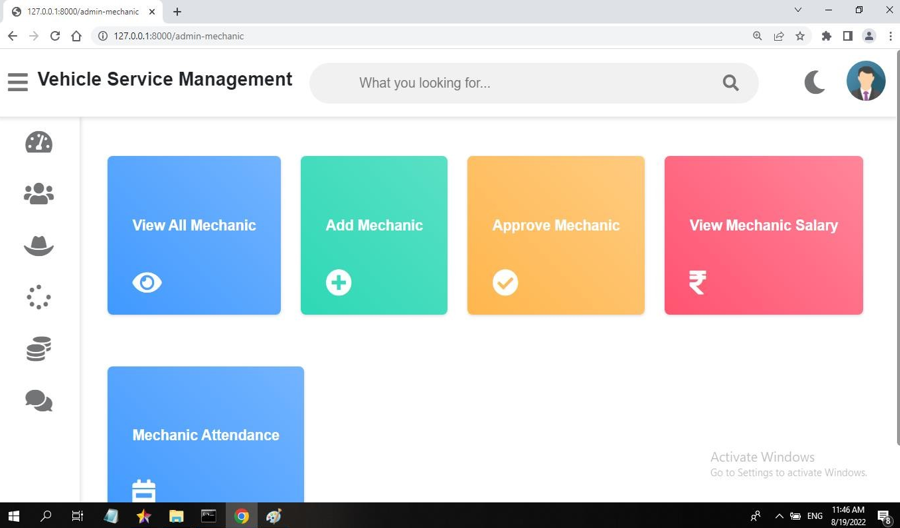 127.0.0.1:8000/admin-mechanic
127.0.0.1:8000/admin-mechanic
Vehicle Service Management
What you looking for...
View All Mechanic
Add Mechanic
Approve Mechanic
View Mechanic Salary
₹
Mechanic Attendance
Activate Windows
Go to Settings to activate Windows.
ENG
11:46 AM
8/19/2022
8